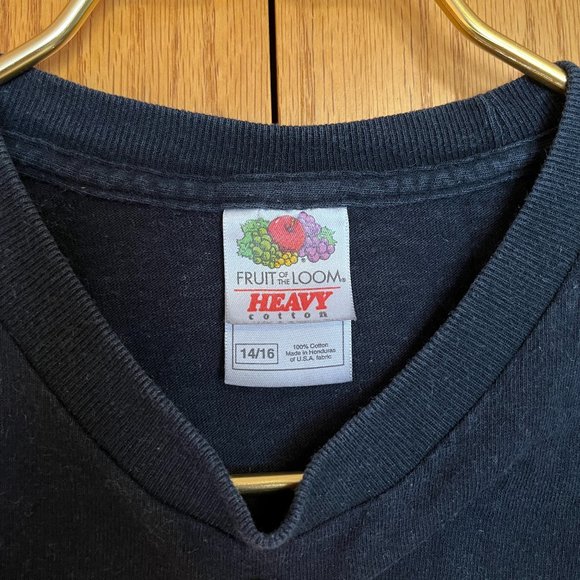 FRUIT OF THE LOOM®
HEAVY
cotton
14/16
100% Cotton
Made in Honduras
of U.S.A. fabric